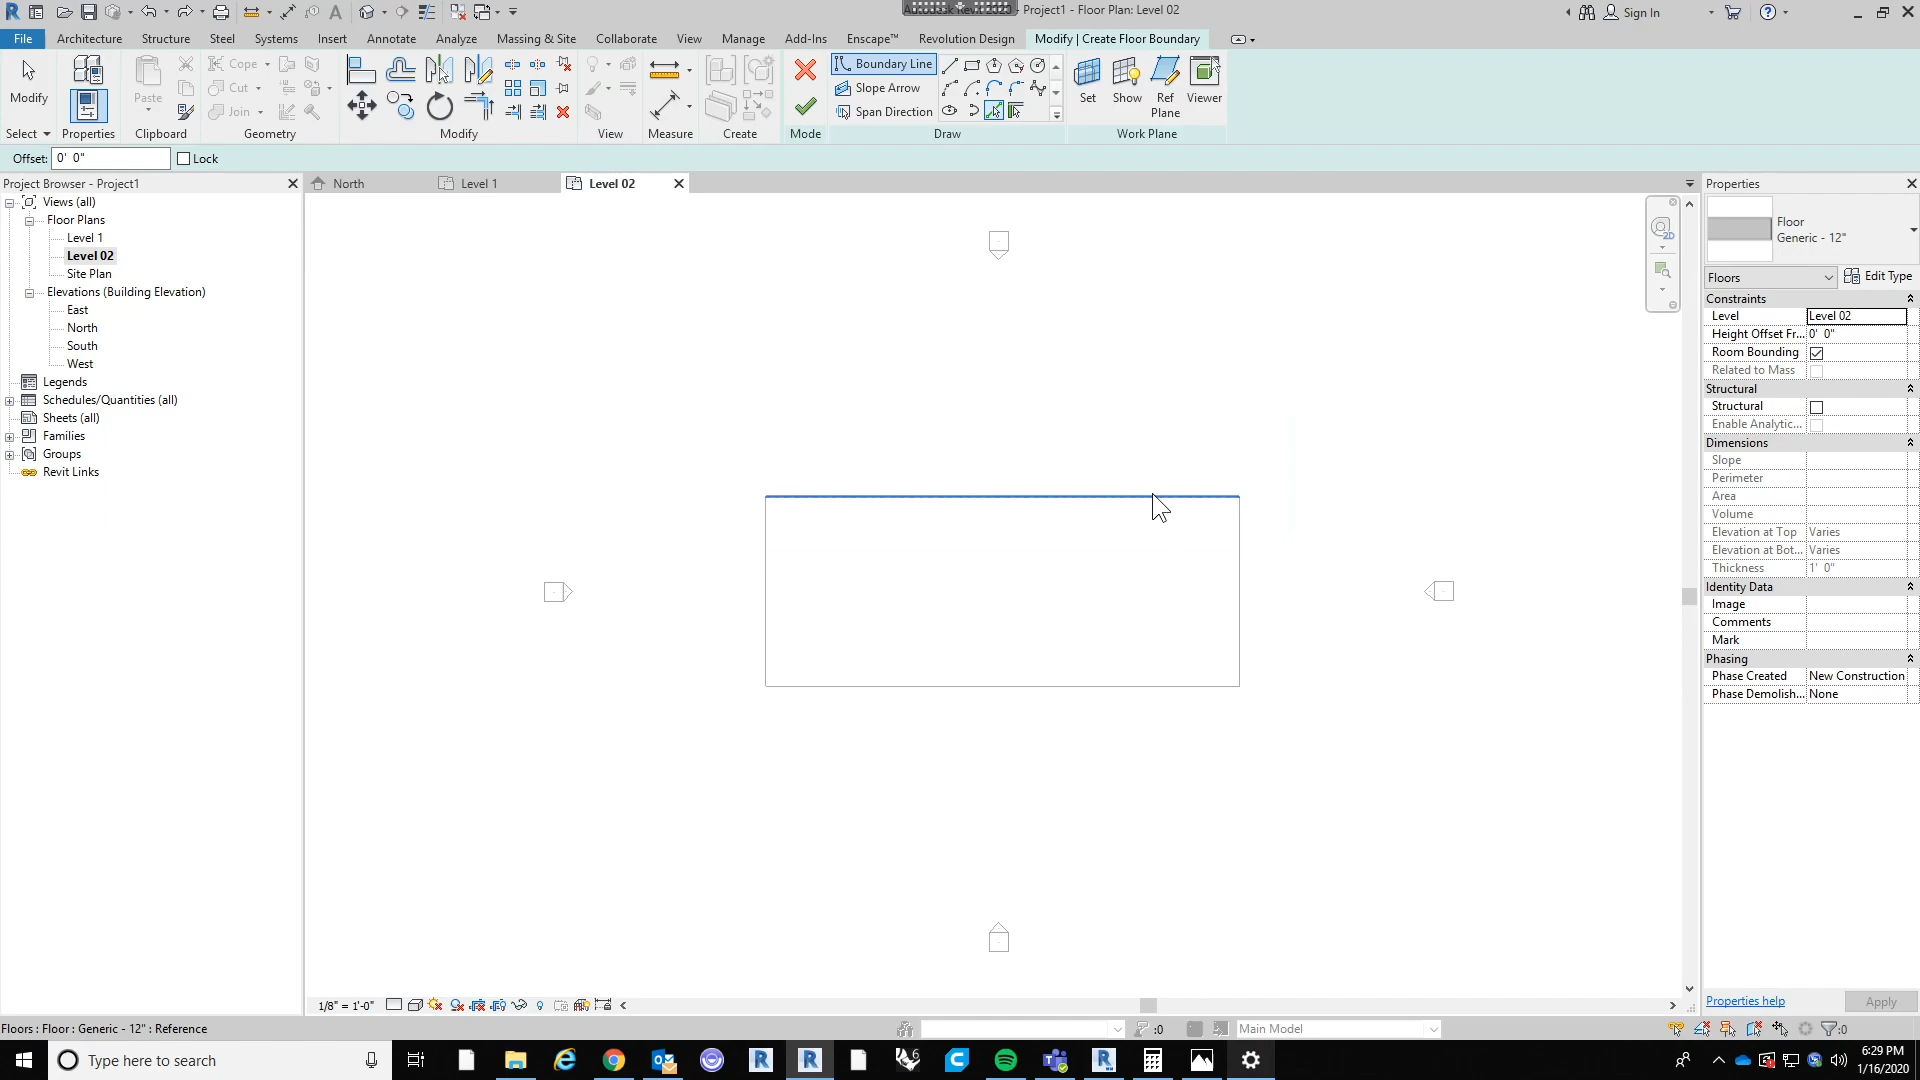 Project1 - Floor Plan: Level 02
Sign In
File
Architecture
Structure
Steel
Systems
Insert
Annotate
Analyze
Massing & Site
Collaborate
View
Manage
Add-Ins
Enscape™
Revolution Design
Modify | Create Floor Boundary
Modify
Paste
Cope
Cut
Join
Boundary Line
Slope Arrow
Span Direction
Set
Show
Ref
Plane
Viewer
Select
Properties
Clipboard
Geometry
Modify
View
Measure
Create
Mode
Draw
Work Plane
Offset: 0' 0"
Lock
Project Browser - Project1
North
Level 1
Level 02
Views (all)
Floor Plans
Level 1
Level 02
Site Plan
Elevations (Building Elevation)
East
North
South
West
Legends
Schedules/Quantities (all)
Sheets (all)
Families
Groups
Revit Links
2D
Properties
Floor
Generic - 12"
Floors
Edit Type
Constraints
Level Level 02
Height Offset Fr... 0' 0"
Room Bounding
Related to Mass
Structural
Structural
Enable Analytic...
Dimensions
Slope
Perimeter
Area
Volume
Elevation at Top Varies
Elevation at Bot... Varies
Thickness 1' 0"
Identity Data
Image
Comments
Mark
Phasing
Phase Created New Construction
Phase Demolish... None
Properties help
Apply
1/8" = 1'-0"
Floors : Floor : Generic - 12" : Reference
:0
Main Model
:0
Type here to search
6:29 PM
1/16/2020